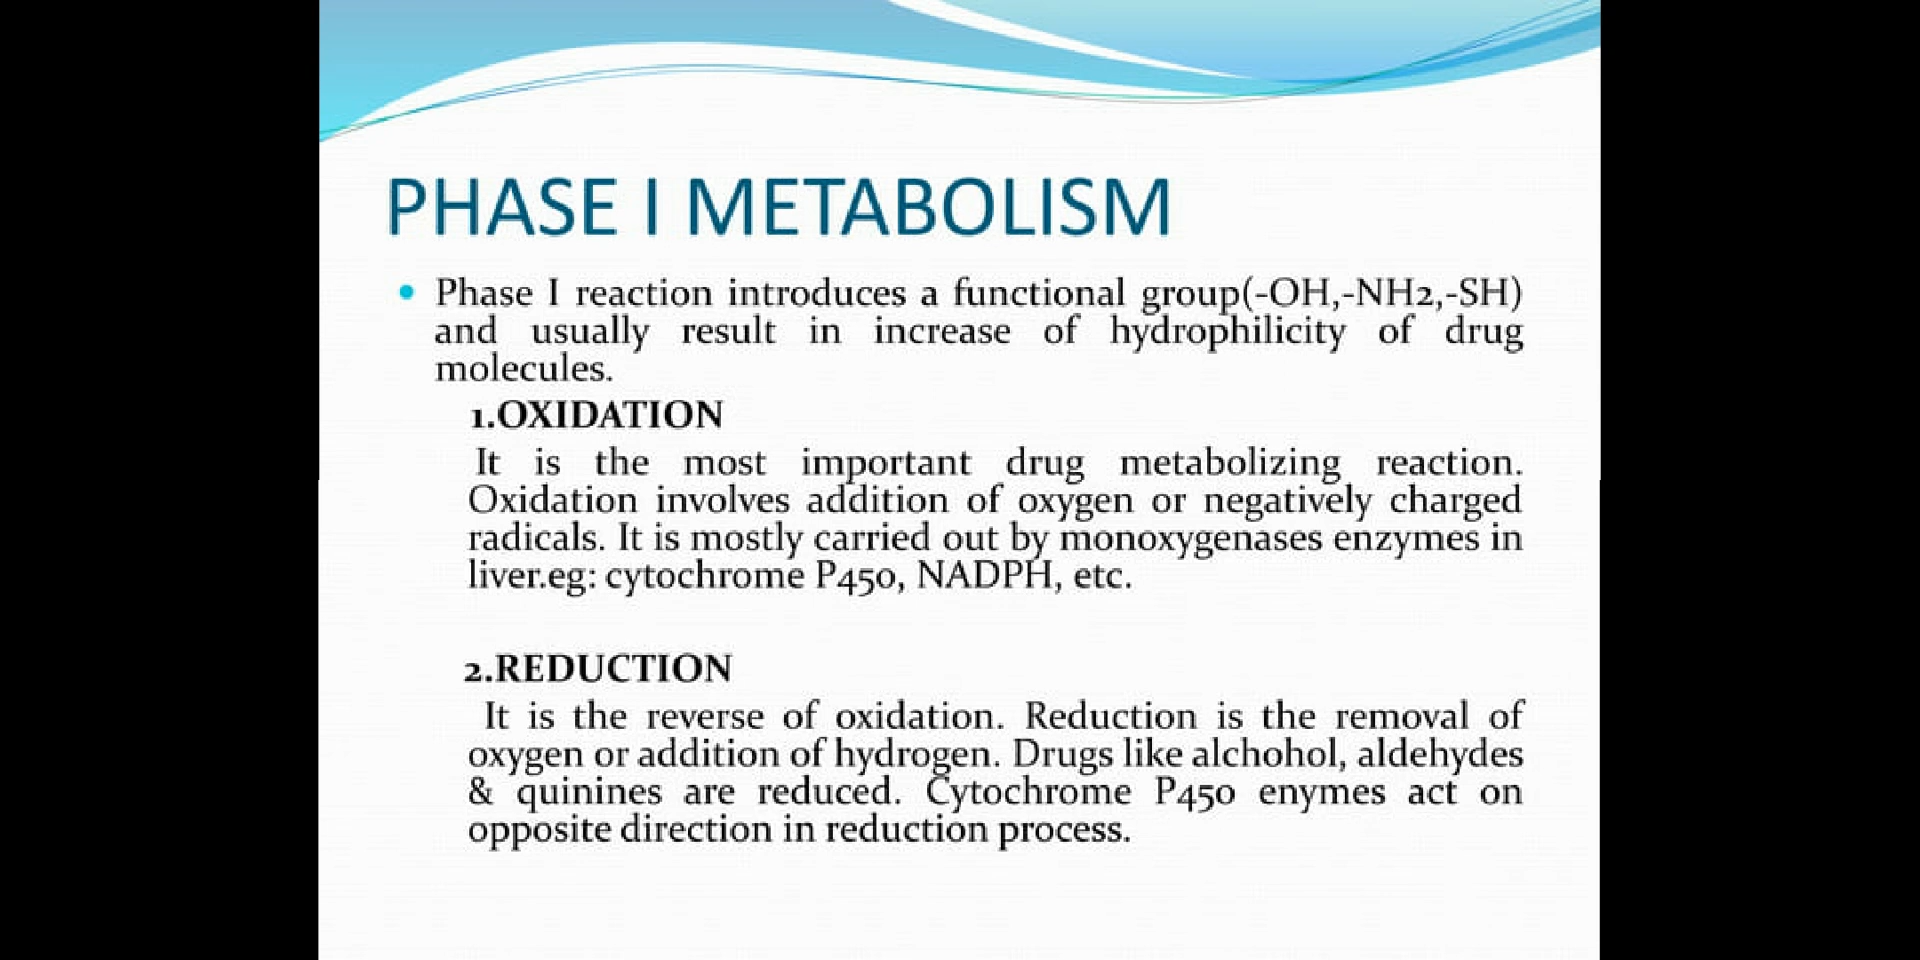 PHASE I METABOLISM
• Phase I reaction introduces a functional group(-OH,-NH2,-SH)
and usually result in increase of hydrophilicity of drug
molecules.
1.OXIDATION
It is the most important drug metabolizing reaction.
Oxidation involves addition of oxygen or negatively charged
radicals. It is mostly carried out by monoxygenases enzymes in
liver.eg: cytochrome P450, NADPH, etc.
2.REDUCTION
It is the reverse of oxidation. Reduction is the removal of
oxygen or addition of hydrogen. Drugs like alchohol, aldehydes
& quinines are reduced. Cytochrome P450 enymes act on
opposite direction in reduction process.